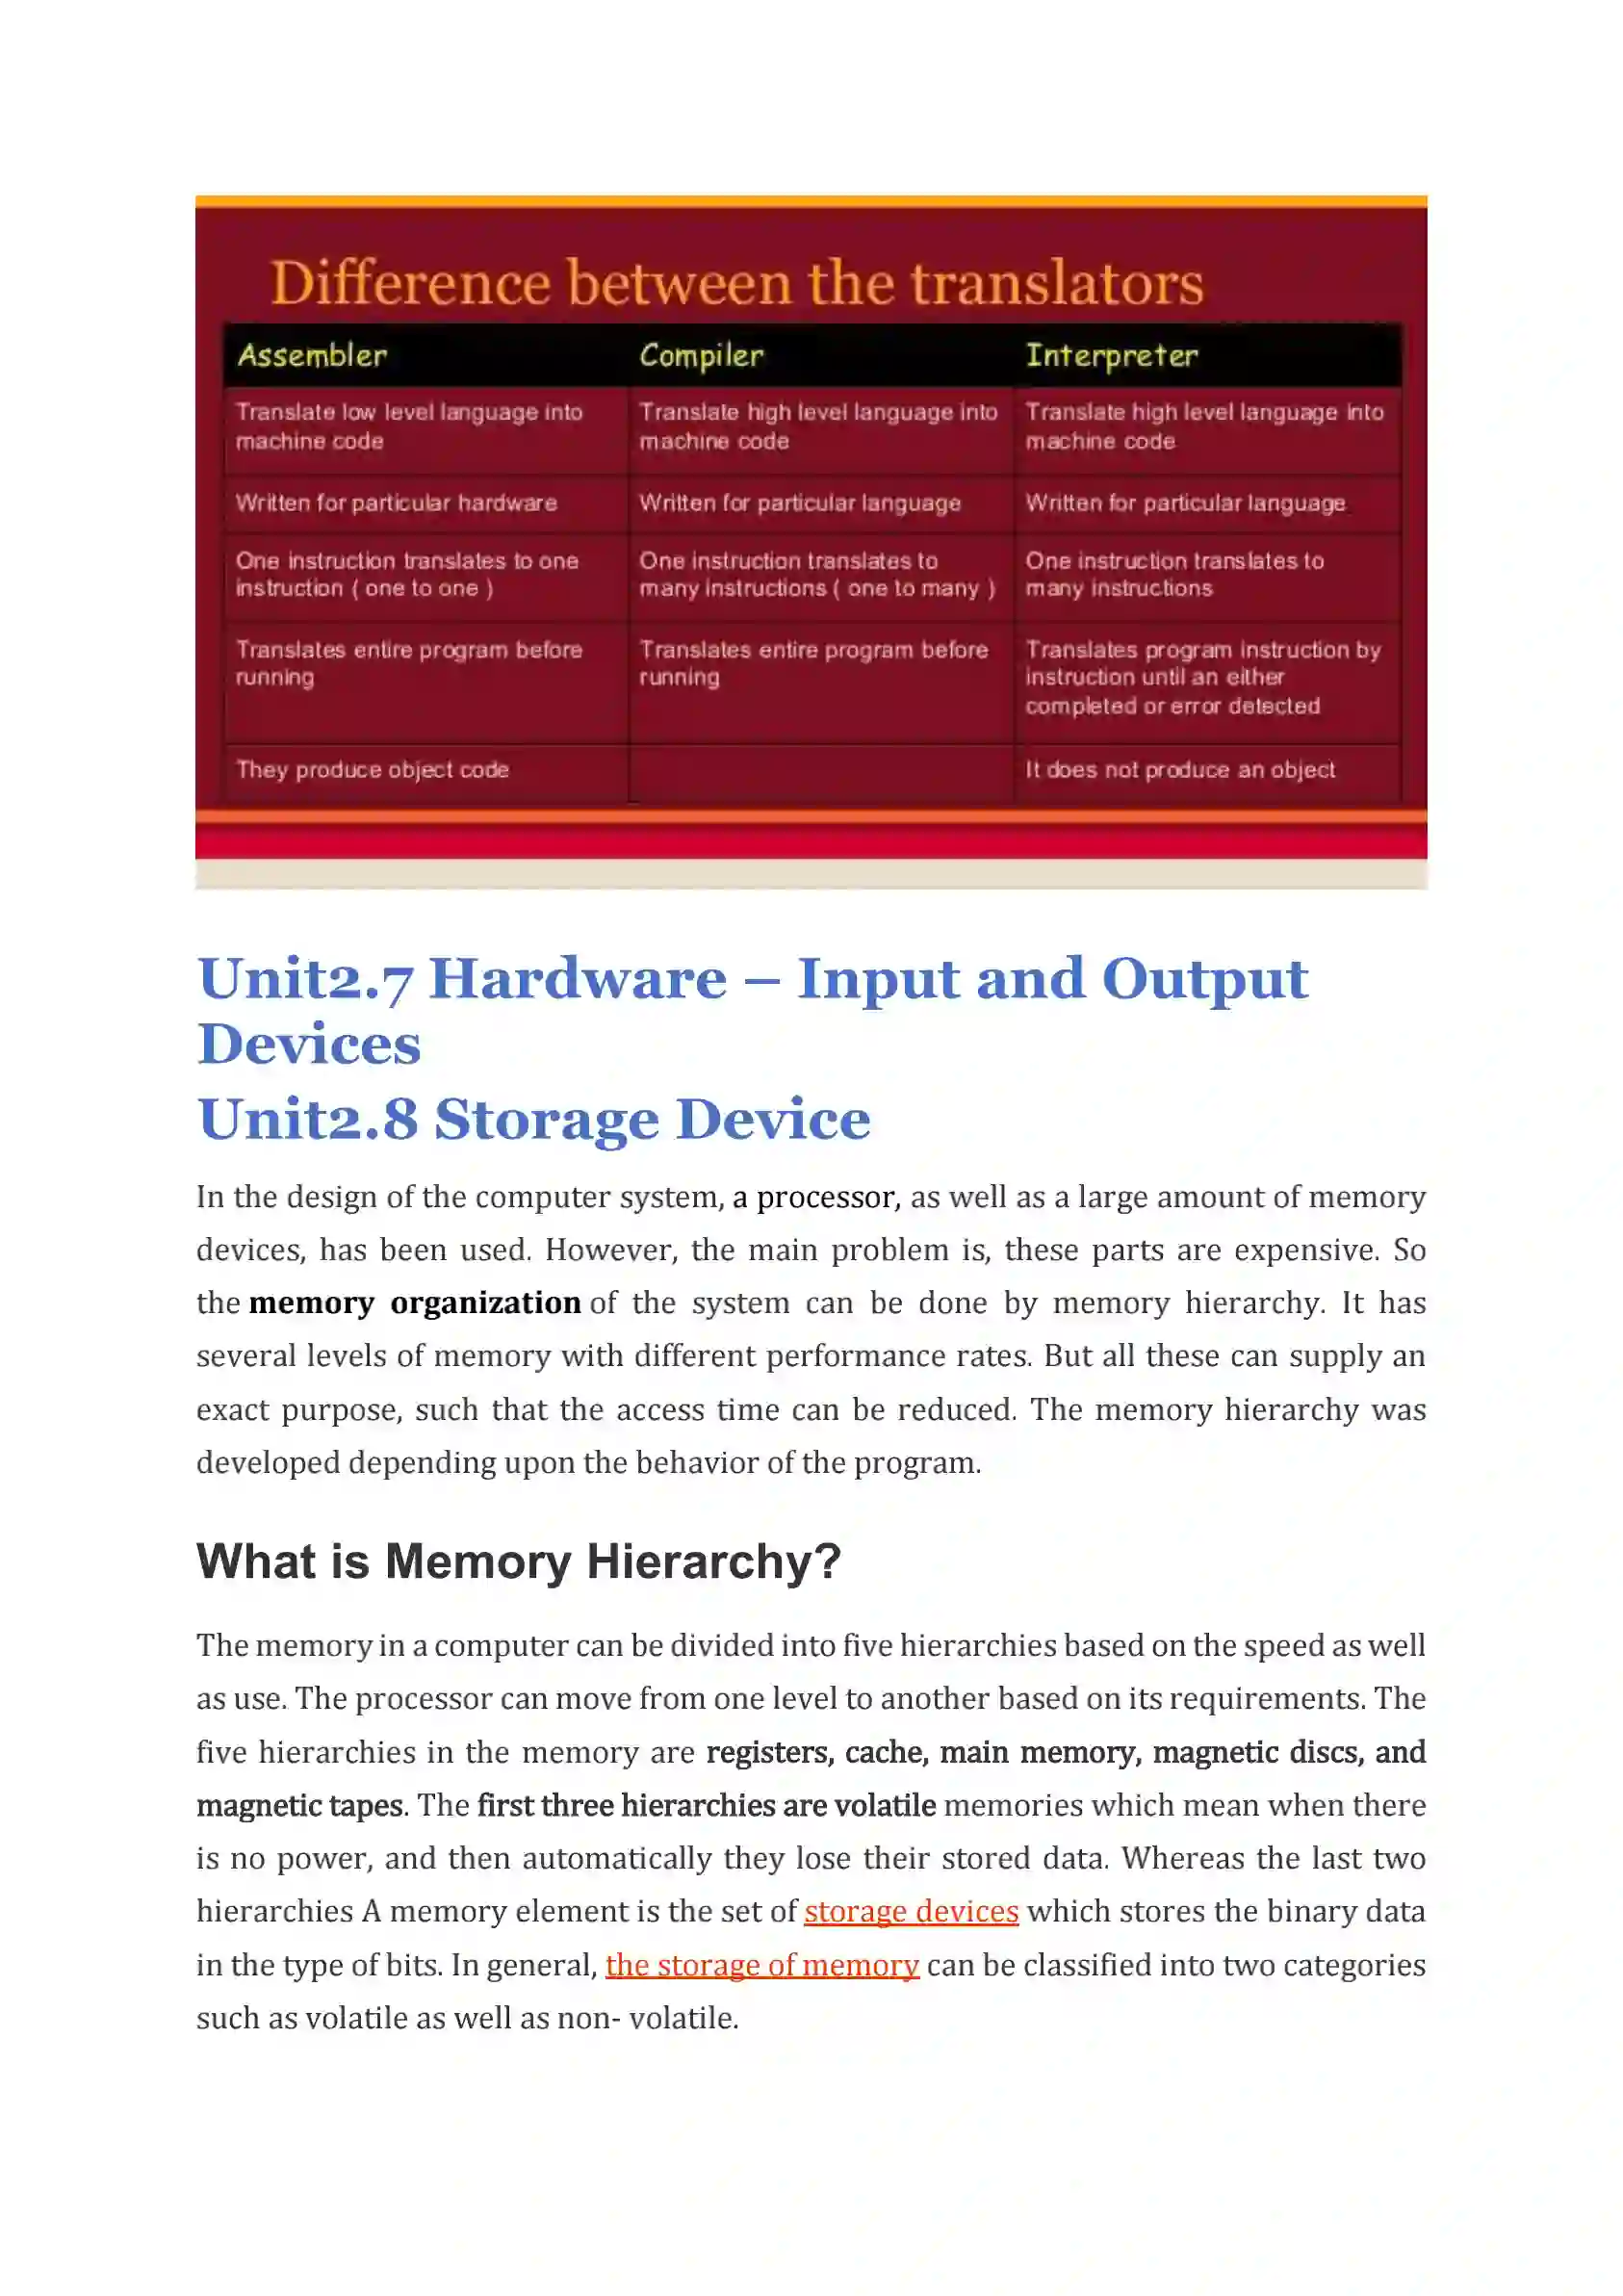 Difference between the translators
Assembler Compiler Interpreter
Translate low level language into machine code
Translate high level language into machine code
Translate high level language into machine code
Written for particular hardware
Written for particular language
Written for particular language
One instruction translates to one instruction ( one to one )
One instruction translates to many instructions ( one to many )
One instruction translates to many instructions
Translates entire program before running
Translates entire program before running
Translates program instruction by instruction until an either completed or error detected
They produce object code
It does not produce an object
Unit2.7 Hardware – Input and Output
Devices
Unit2.8 Storage Device
In the design of the computer system, a processor, as well as a large amount of memory
devices, has been used. However, the main problem is, these parts are expensive. So
the memory organization of the system can be done by memory hierarchy. It has
several levels of memory with different performance rates. But all these can supply an
exact purpose, such that the access time can be reduced. The memory hierarchy was
developed depending upon the behavior of the program.
What is Memory Hierarchy?
The memory in a computer can be divided into five hierarchies based on the speed as well
as use. The processor can move from one level to another based on its requirements. The
five hierarchies in the memory are registers, cache, main memory, magnetic discs, and
magnetic tapes. The first three hierarchies are volatile memories which mean when there
is no power, and then automatically they lose their stored data. Whereas the last two
hierarchies A memory element is the set of storage devices which stores the binary data
in the type of bits. In general, the storage of memory can be classified into two categories
such as volatile as well as non- volatile.